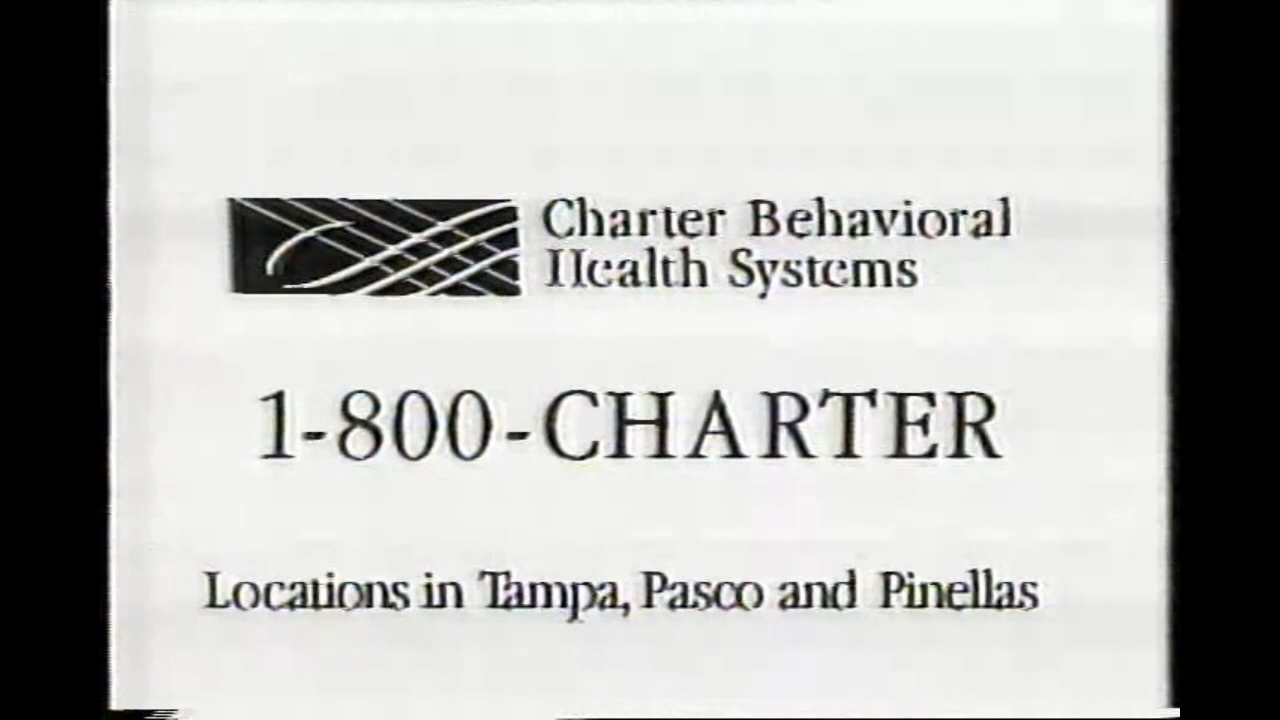 Charter Behavioral
Health Systems
1-800-CHARTER
Locations in Tampa, Pasco and Pinellas